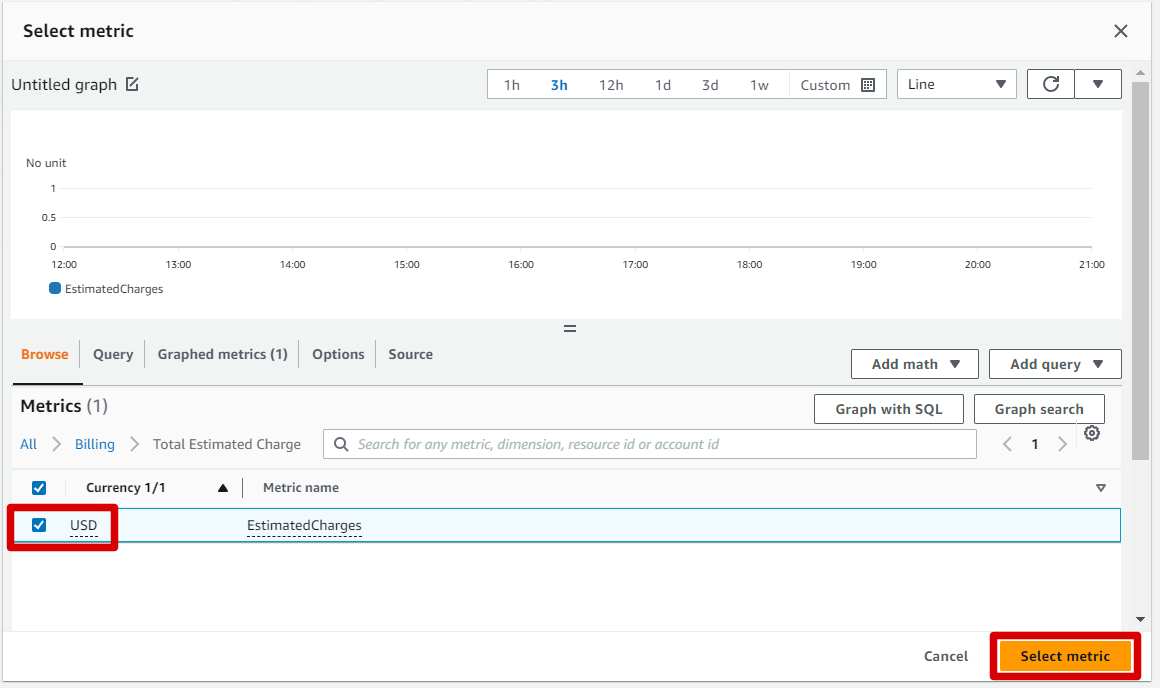 Select metric
Untitled graph
1h 3h 12h 1d 3d 1w Custom Line
No unit
1
0.5
0
12:00 13:00 14:00 15:00 16:00 17:00 18:00 19:00 20:00 21:00
EstimatedCharges
Browse Query Graphed metrics (1) Options Source
Add math Add query
Metrics (1)
Graph with SQL Graph search
All Billing Total Estimated Charge Search for any metric, dimension, resource id or account id 1
Currency 1/1 Metric name
USD EstimatedCharges
Cancel Select metric